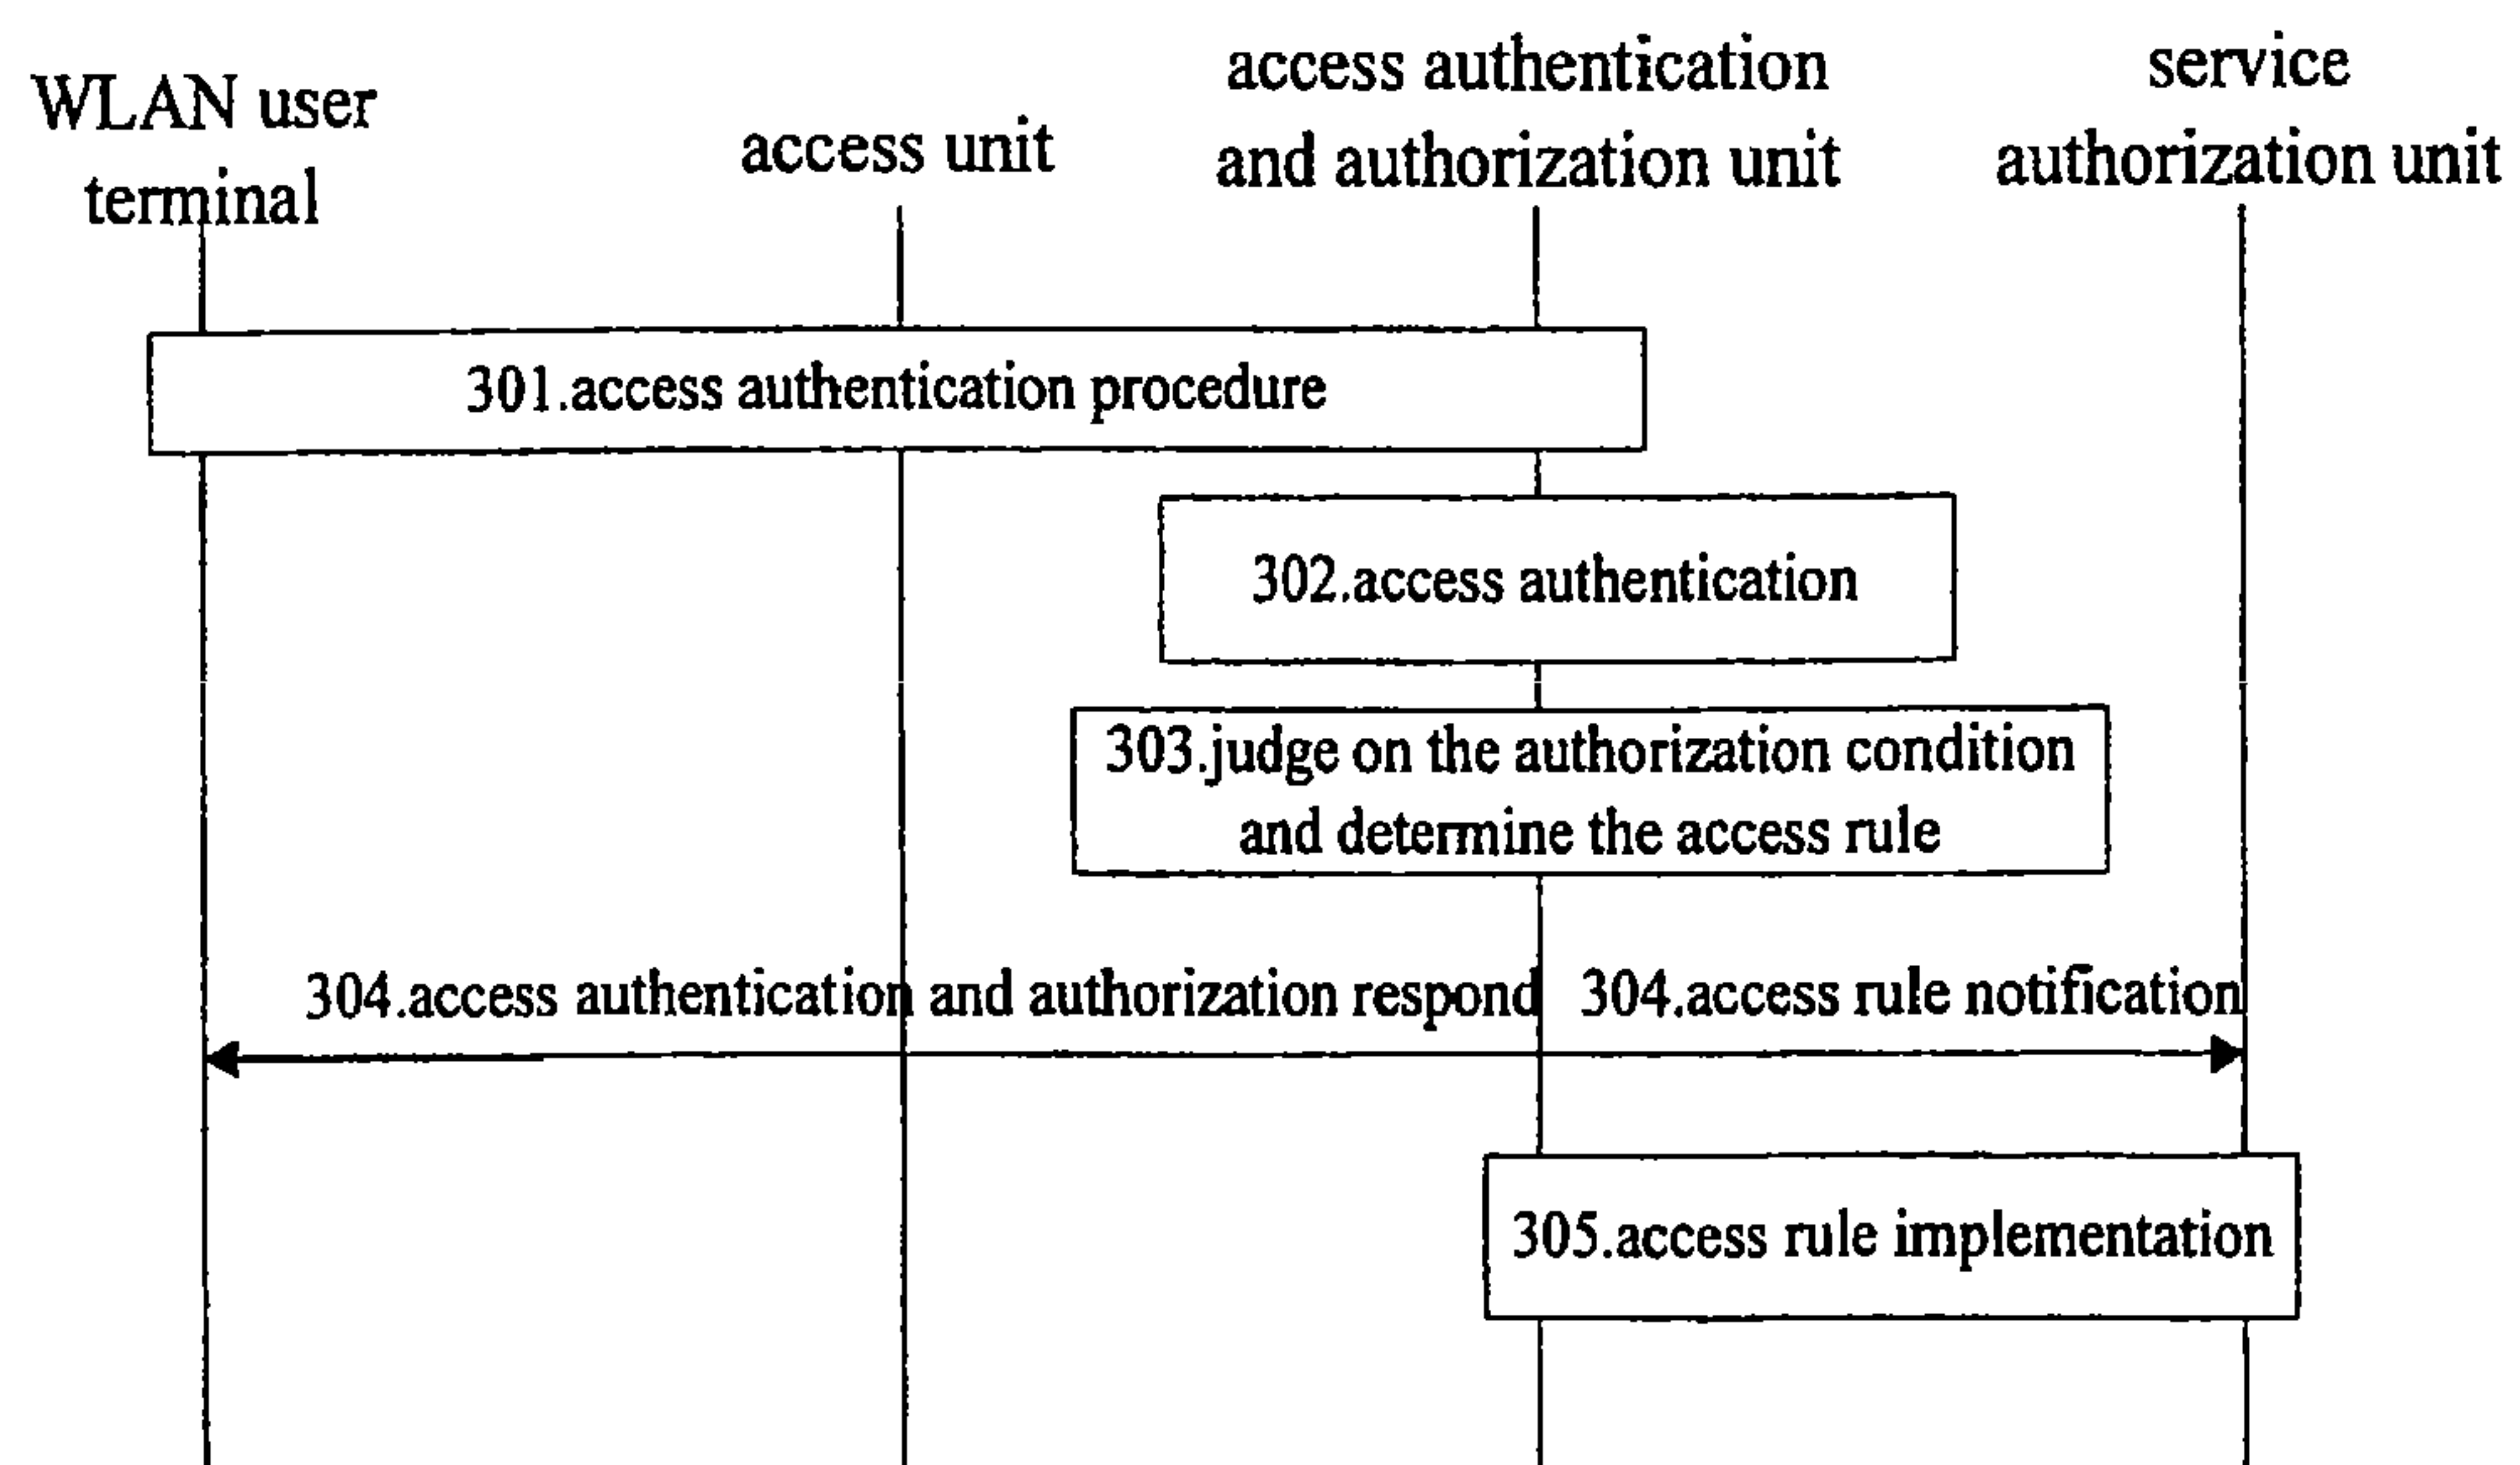 WLAN user
terminal
access unit
access authentication
and authorization unit
service
authorization unit
301.access authentication procedure
302.access authentication
303.judge on the authorization condition
and determine the access rule
304.access authentication and authorization respond
304.access rule notification
305.access rule implementation